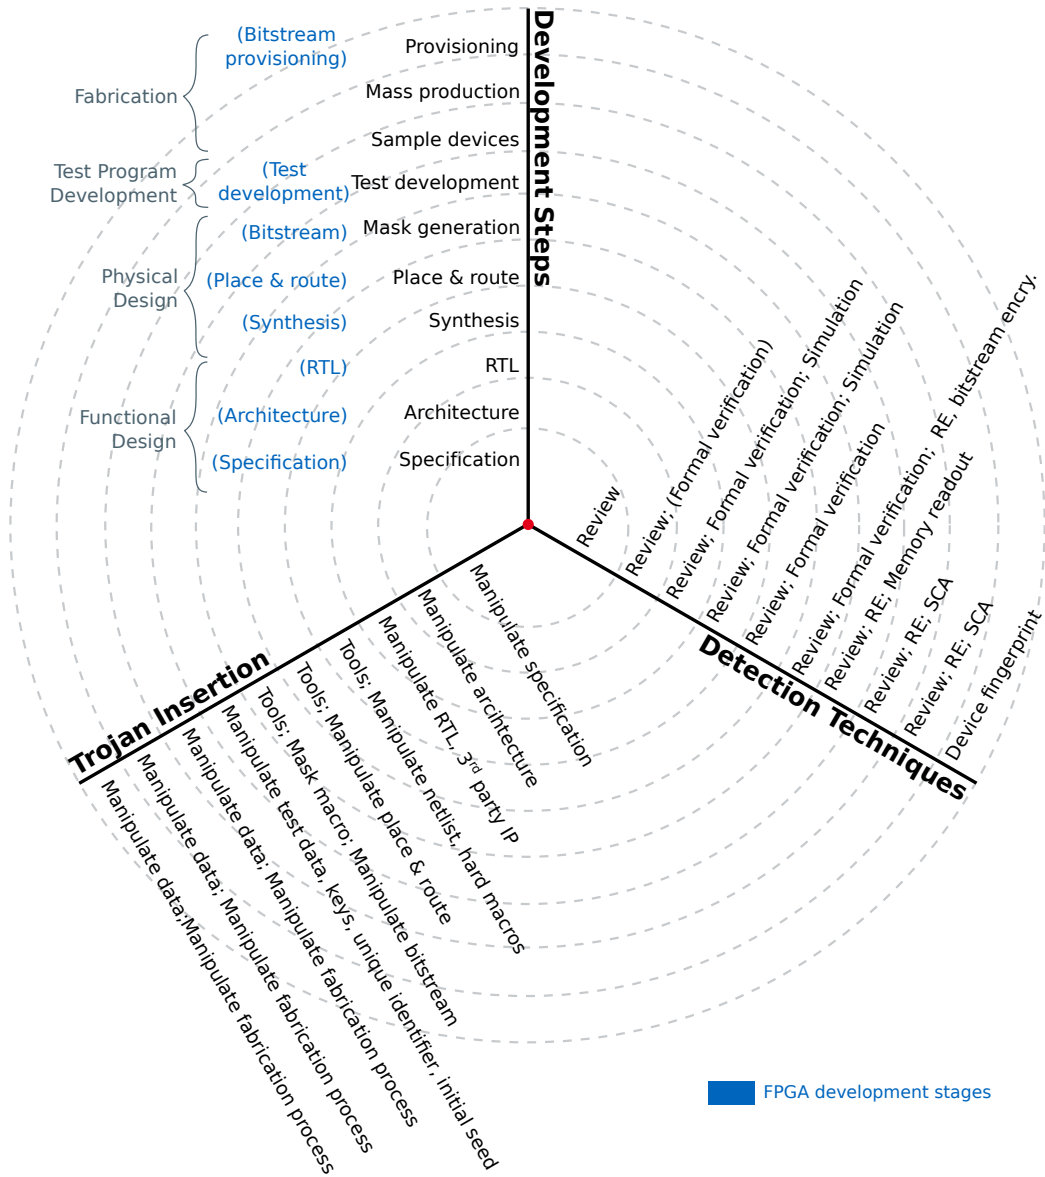 Development Steps
(Bitstream
provisioning)
Provisioning
Fabrication
Mass production
Sample devices
Test Program
Development
(Test
development)
Test development
(Bitstream)
Mask generation
Physical
Design
(Place & route)
Place & route
(Synthesis)
Synthesis
(RTL)
RTL
Functional
Design
(Architecture)
Architecture
(Specification)
Specification
Review
Review; (Formal verification)
Review; Formal verification; Simulation
Review; Formal verification; Simulation
Review; Formal verification
Review; Formal verification; RE, bitstream encry.
Review; RE; Memory readout
Review; RE; SCA
Review; RE; SCA
Device fingerprint
Detection Techniques
Trojan Insertion
Manipulate specification
Manipulate arcihtecture
Manipulate RTL, 3rd party IP
Tools; Manipulate netlist, hard macros
Tools; Manipulate place & route
Tools; Mask macro; Manipulate bitstream
Manipulate test data, keys, unique identifier, initial seed
Manipulate data; Manipulate fabrication process
Manipulate data; Manipulate fabrication process
Manipulate data;Manipulate fabrication process
FPGA development stages